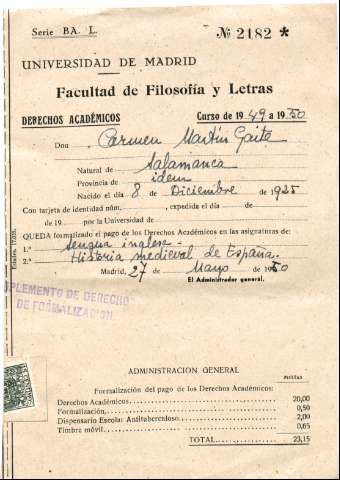 Serie BA. L.
№ 2182 *
UNIVERSIDAD DE MADRID
Facultad de Filosofía y Letras
DERECHOS ACADÉMICOS
Curso de 1949 a 1950
Don Carmen Martín Gaite
Natural de Salamanca
Provincia de idem
Nacido el día 8 de Diciembre de 1925
Con tarjeta de identidad núm. , expedida el día de
de 19 por la Universidad de
QUEDA formalizado el pago de los Derechos Académicos en las asignaturas de:
1.ª Lengua inglesa -
2.ª Historia medieval de España.
Madrid, 27 de Mayo de 1950
El Administrador general.
PLEMENTO DE DERECHO
DE FORMALIZACION
ADMINISTRACION GENERAL
Formalización del pago de los Derechos Académicos:
Pesetas
Derechos Académicos 20,00
Formalización 0,50
Dispensario Escolar Antituberculoso 2,00
Timbre móvil 0,65
TOTAL 23,15